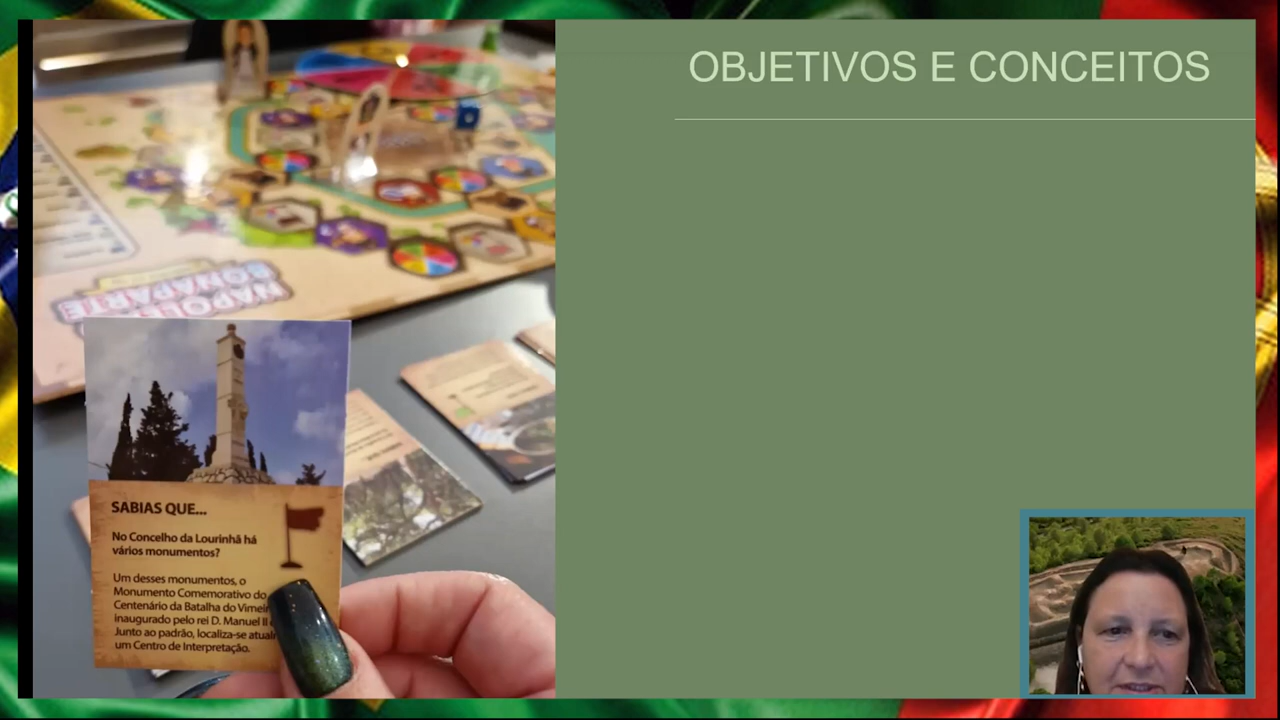 OBJETIVOS E CONCEITOS
NAPOLEÃO
BONAPARTE
SABIAS QUE...
No Concelho da Lourinhã há
vários monumentos?
Um desses monumentos, o
Monumento Comemorativo do
Centenário da Batalha do
inaugurado pelo rei D. Manuel II
Junto ao padrão, localiza-se
um Centro de Interpretação.